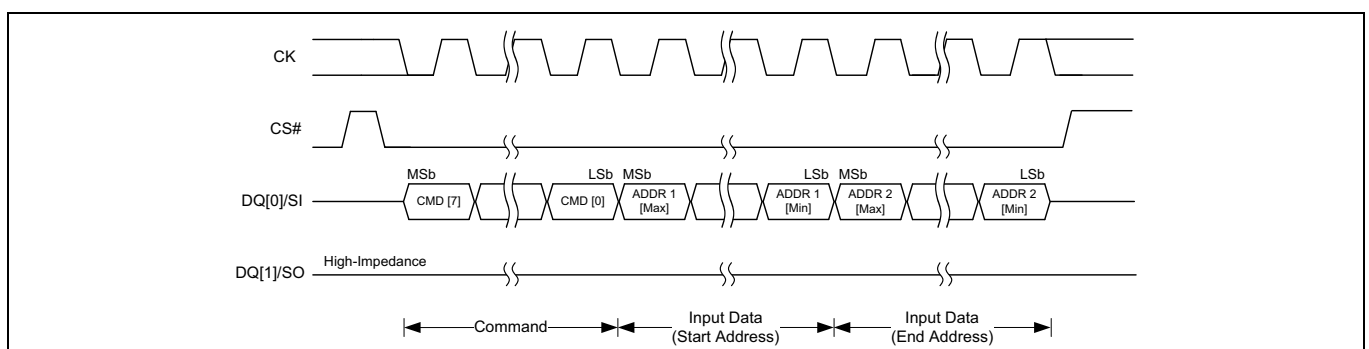 CK
CS#
MSb LSb MSb LSb MSb LSb
DQ[0]/SI CMD [7] CMD [0] ADDR 1 [Max] ADDR 1 [Min] ADDR 2 [Max] ADDR 2 [Min]
High-Impedance
DQ[1]/SO
Command Input Data (Start Address) Input Data (End Address)